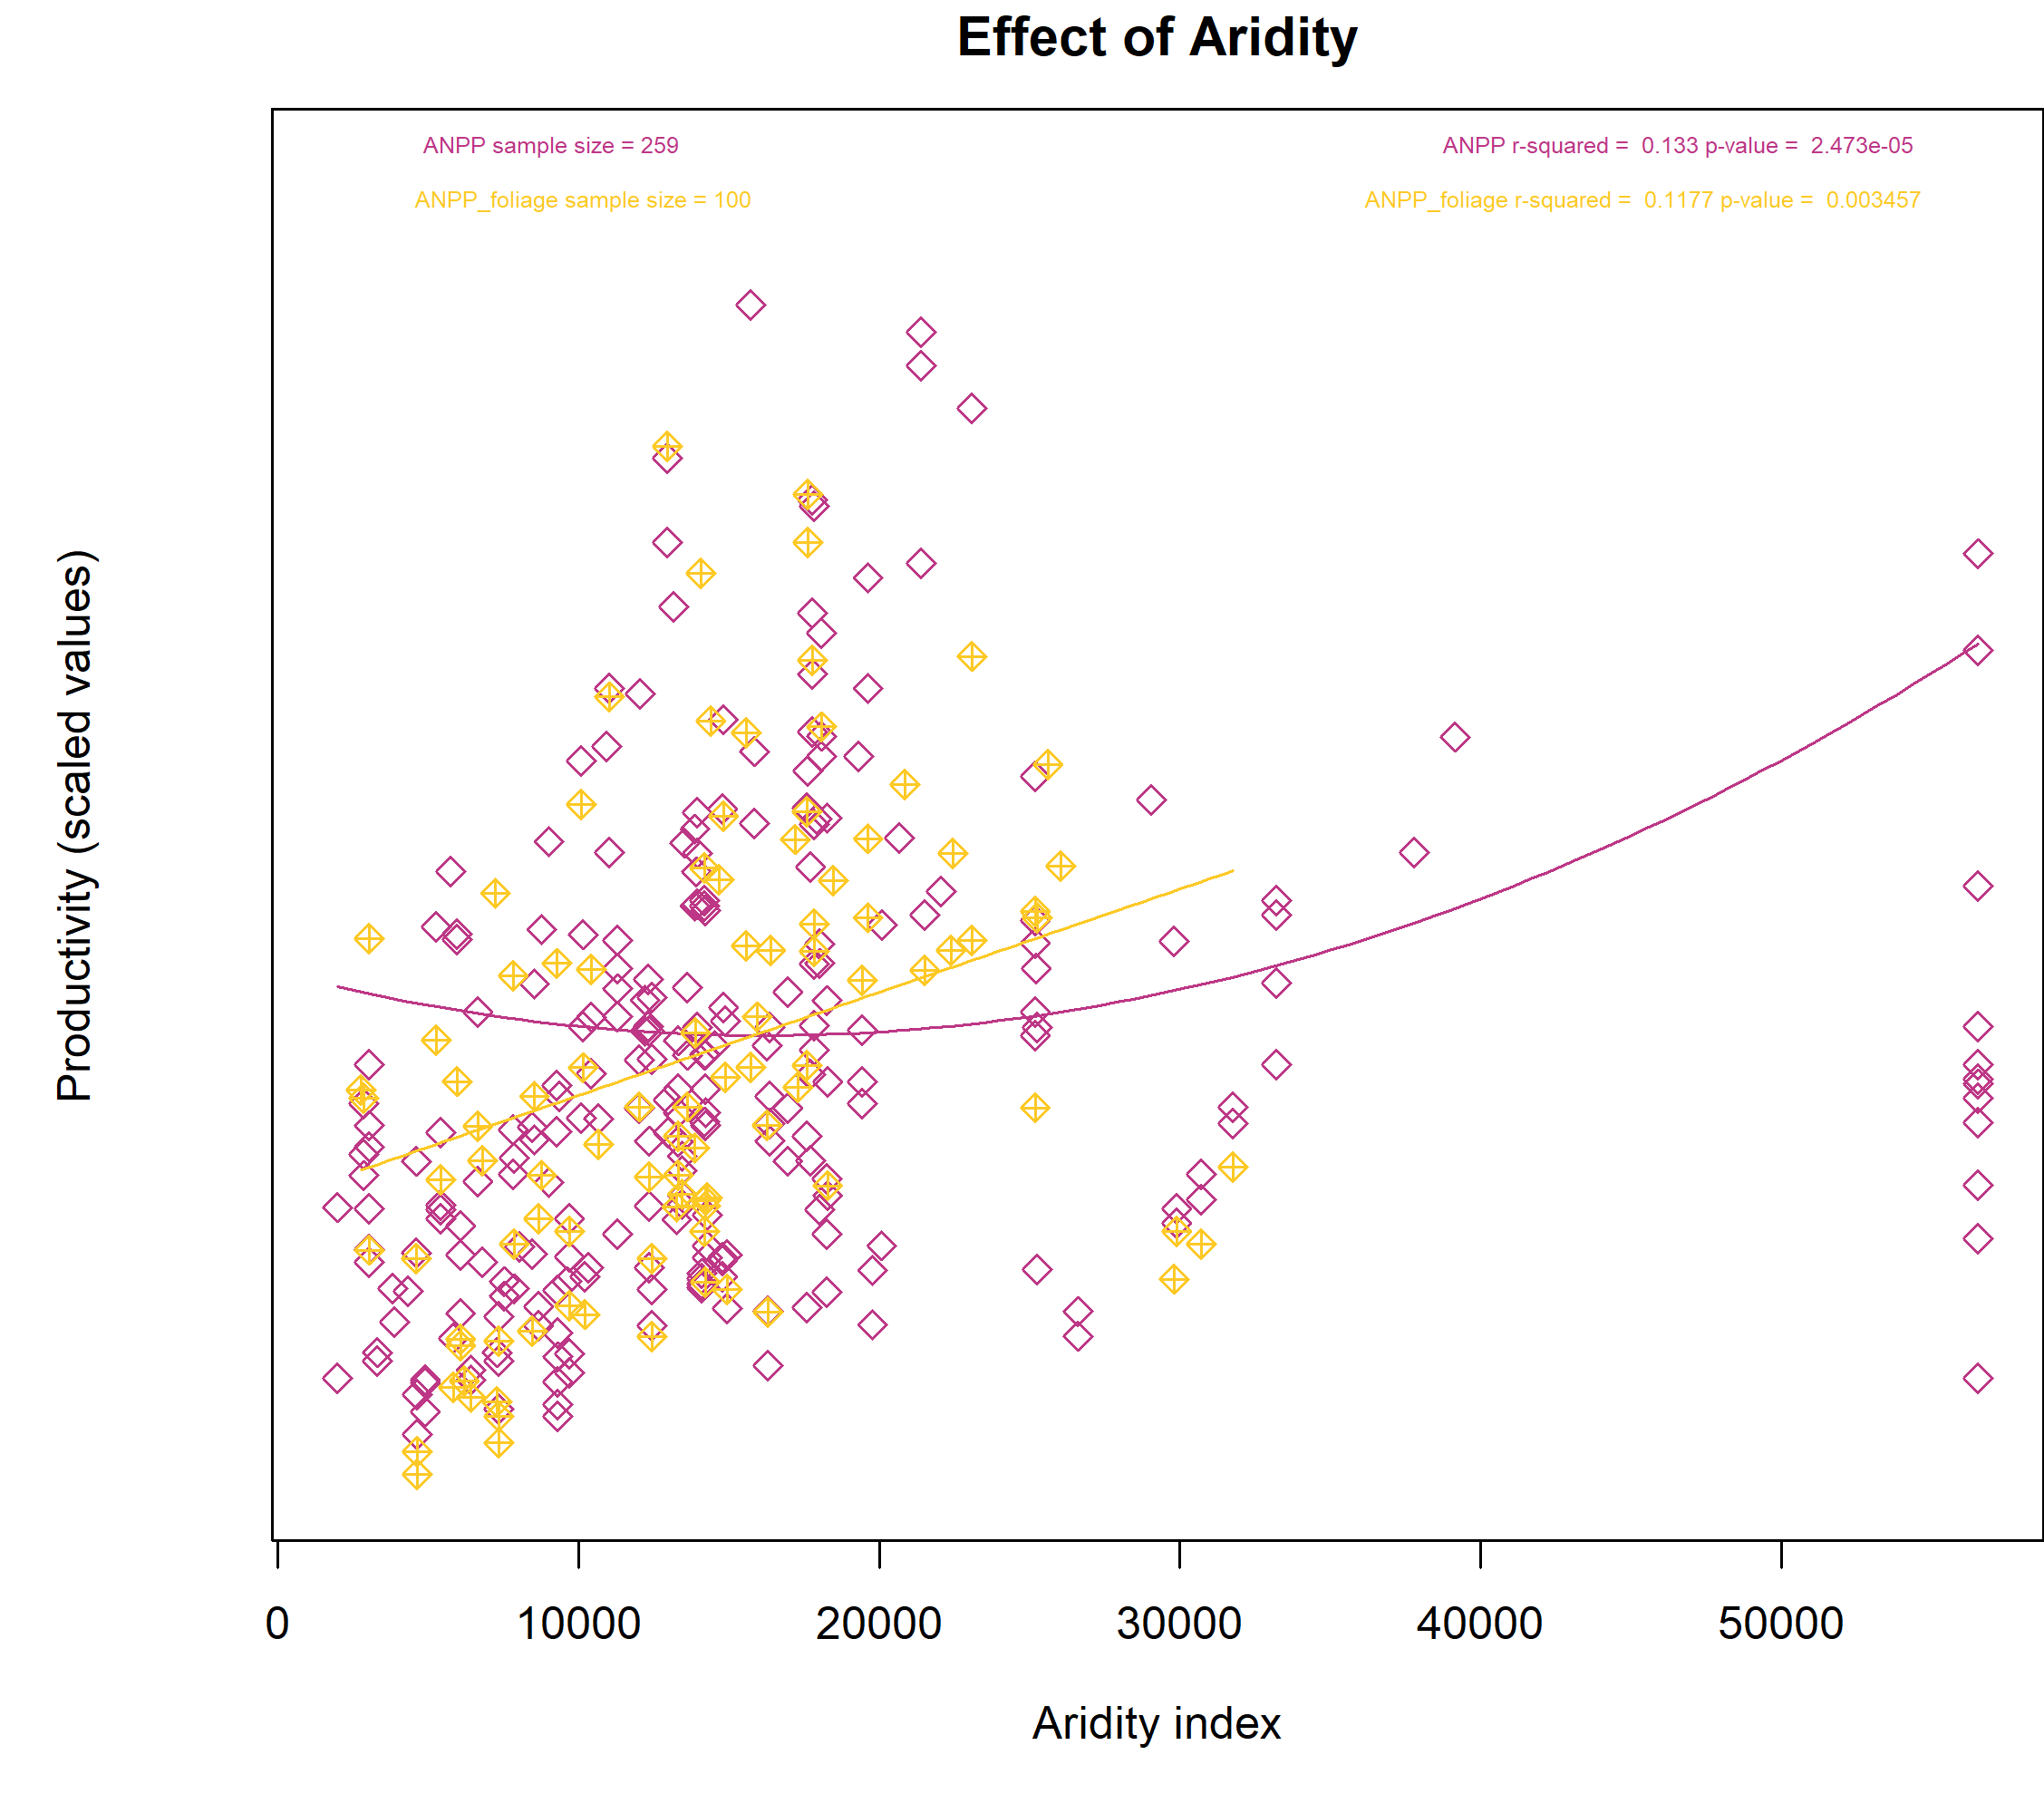 Effect of Aridity
ANPP sample size = 259
ANPP r-squared =  0.133 p-value =  2.473e-05
ANPP_foliage sample size = 100
ANPP_foliage r-squared =  0.1177 p-value =  0.003457
Productivity (scaled values)
0
10000
20000
30000
40000
50000
Aridity index